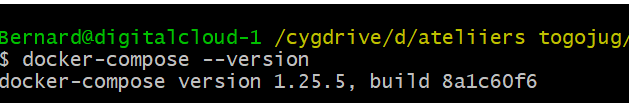 Bernard@digitalcloud-1 /cygdrive/d/ateliiers togojug/
$ docker-compose --version
docker-compose version 1.25.5, build 8a1c60f6